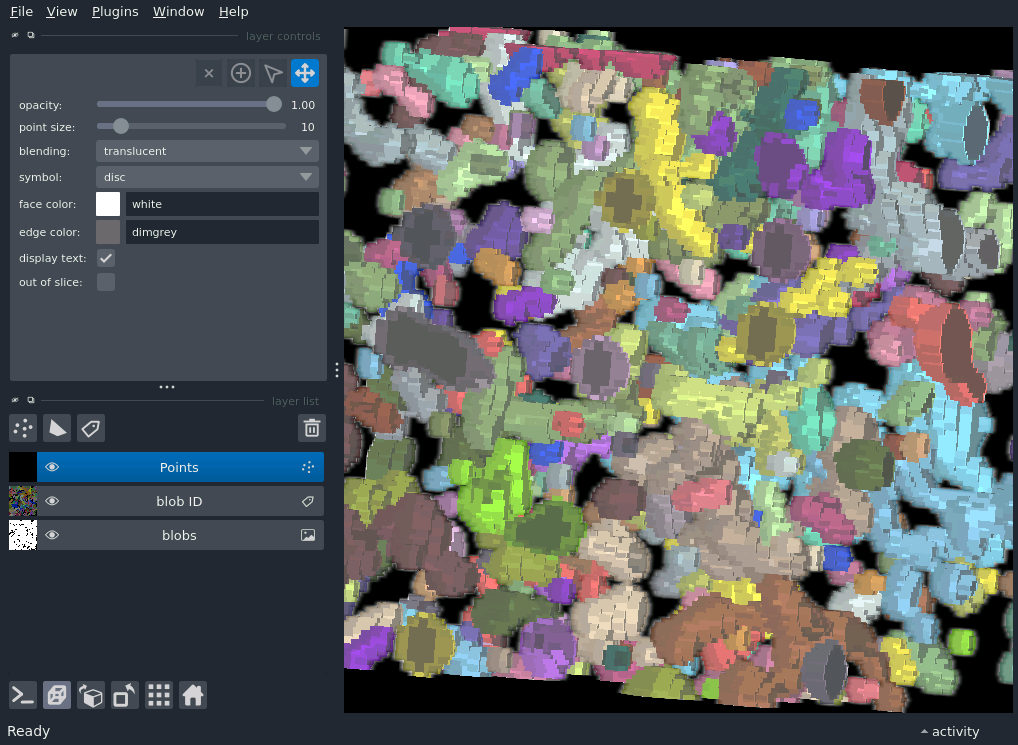 File View Plugins Window Help
layer controls
opacity: 1.00
point size: 10
blending: translucent
symbol: disc
face color: white
edge color: dimgrey
display text:
out of slice:
layer list
Points
blob ID
blobs
Ready
activity